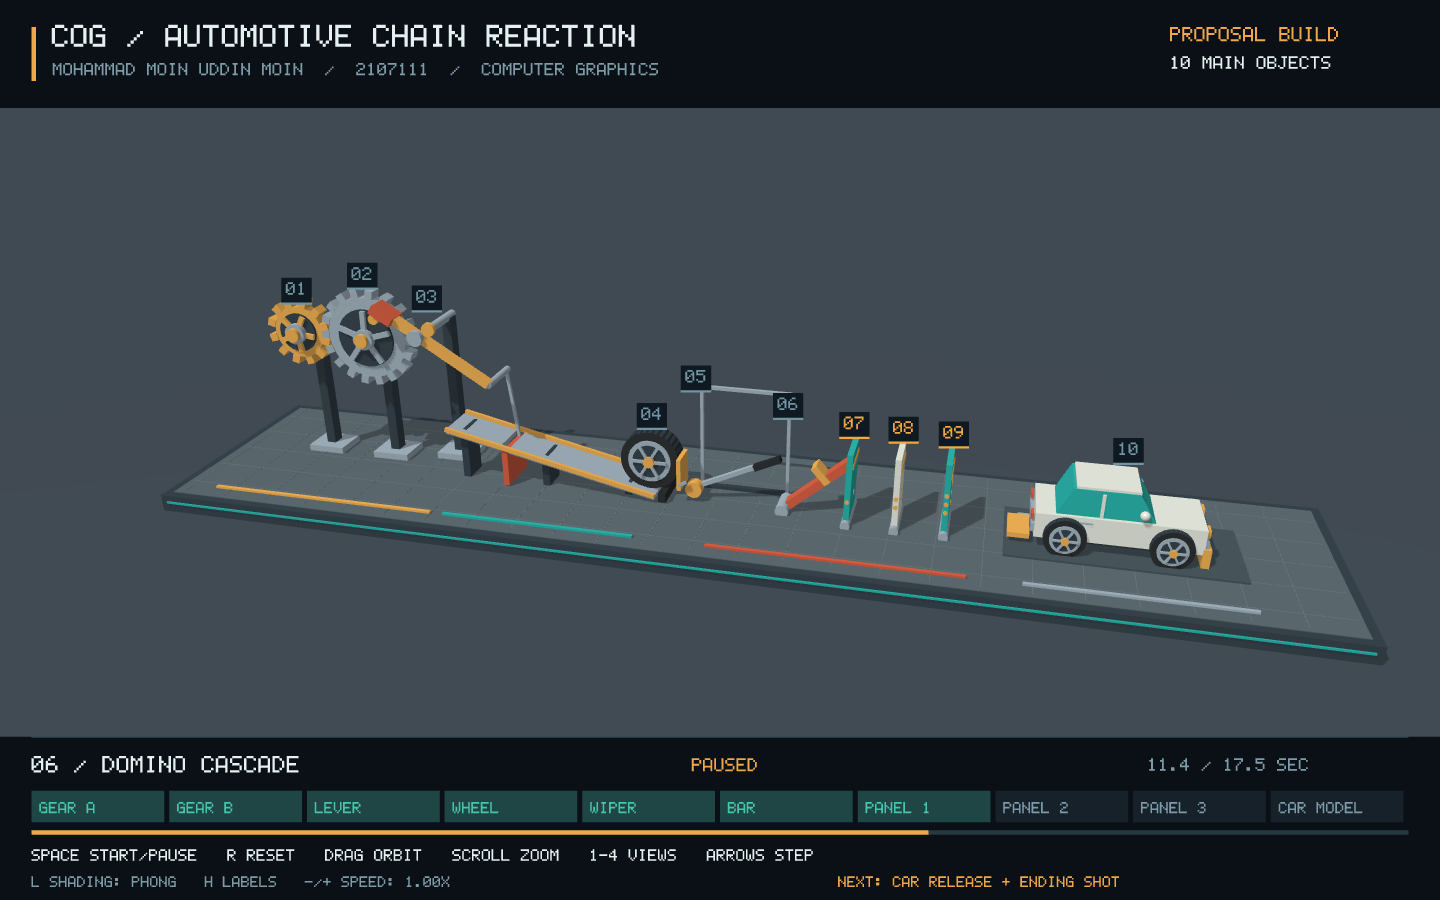 COG / AUTOMOTIVE CHAIN REACTION
MOHAMMAD MOIN UDDIN MOIN / 2107111 / COMPUTER GRAPHICS
PROPOSAL BUILD
10 MAIN OBJECTS
01
02
03
04
05
06
07
08
09
10
06 / DOMINO CASCADE
PAUSED
11.4 / 17.5 SEC
GEAR A
GEAR B
LEVER
WHEEL
WIPER
BAR
PANEL 1
PANEL 2
PANEL 3
CAR MODEL
SPACE START/PAUSE R RESET DRAG ORBIT SCROLL ZOOM 1-4 VIEWS ARROWS STEP
L SHADING: PHONG H LABELS -/+ SPEED: 1.00X
NEXT: CAR RELEASE + ENDING SHOT